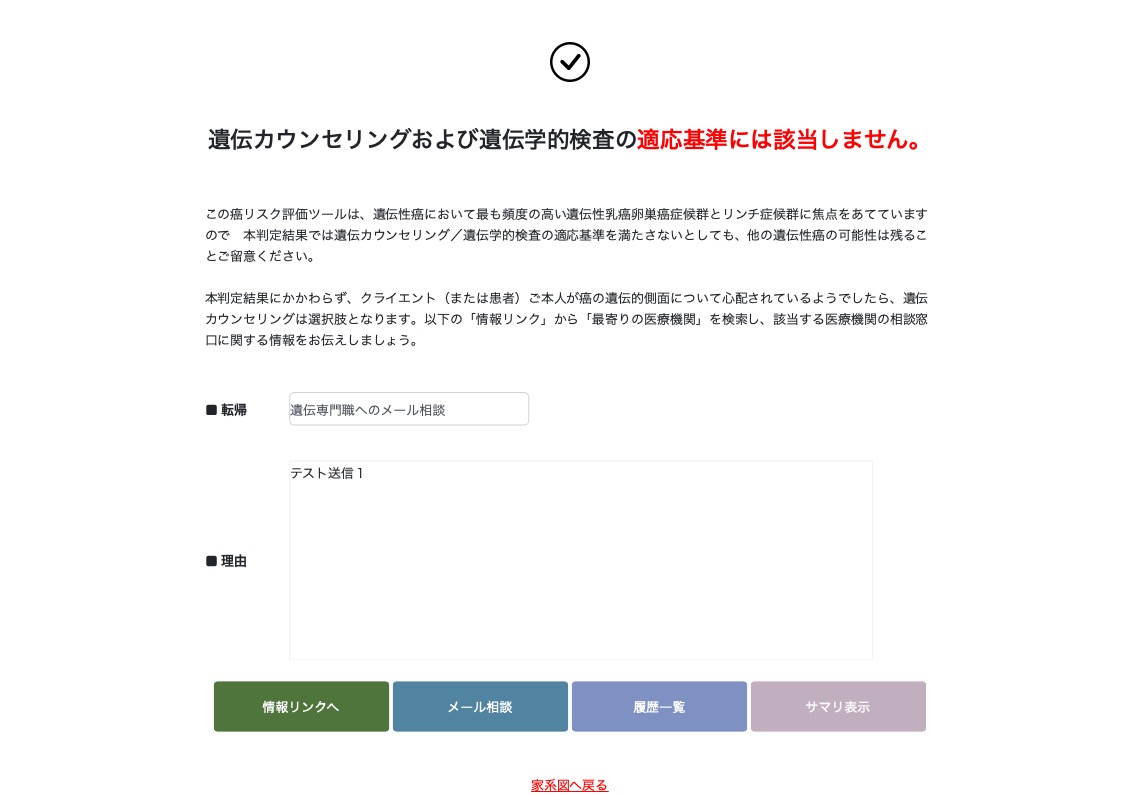 遺伝カウンセリングおよび遺伝学的検査の適応基準には該当しません。
この癌リスク評価ツールは、遺伝性癌において最も頻度の高い遺伝性乳癌卵巣癌症候群とリンチ症候群に焦点をあてています
ので　本判定結果では遺伝カウンセリング／遺伝学的検査の適応基準を満たさないとしても、他の遺伝性癌の可能性は残るこ
とご留意ください。
本判定結果にかかわらず、クライエント（または患者）ご本人が癌の遺伝的側面について心配されているようでしたら、遺伝
カウンセリングは選択肢となります。以下の「情報リンク」から「最寄りの医療機関」を検索し、該当する医療機関の相談窓
口に関する情報をお伝えしましょう。
■ 転帰
遺伝専門職へのメール相談
テスト送信１
■ 理由
情報リンクへ
メール相談
履歴一覧
サマリ表示
家系図へ戻る